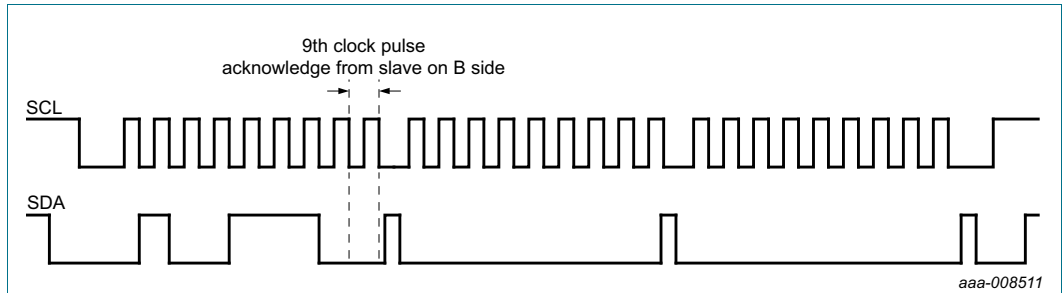 9th clock pulse
acknowledge from slave on B side
SCL
SDA
aaa-008511